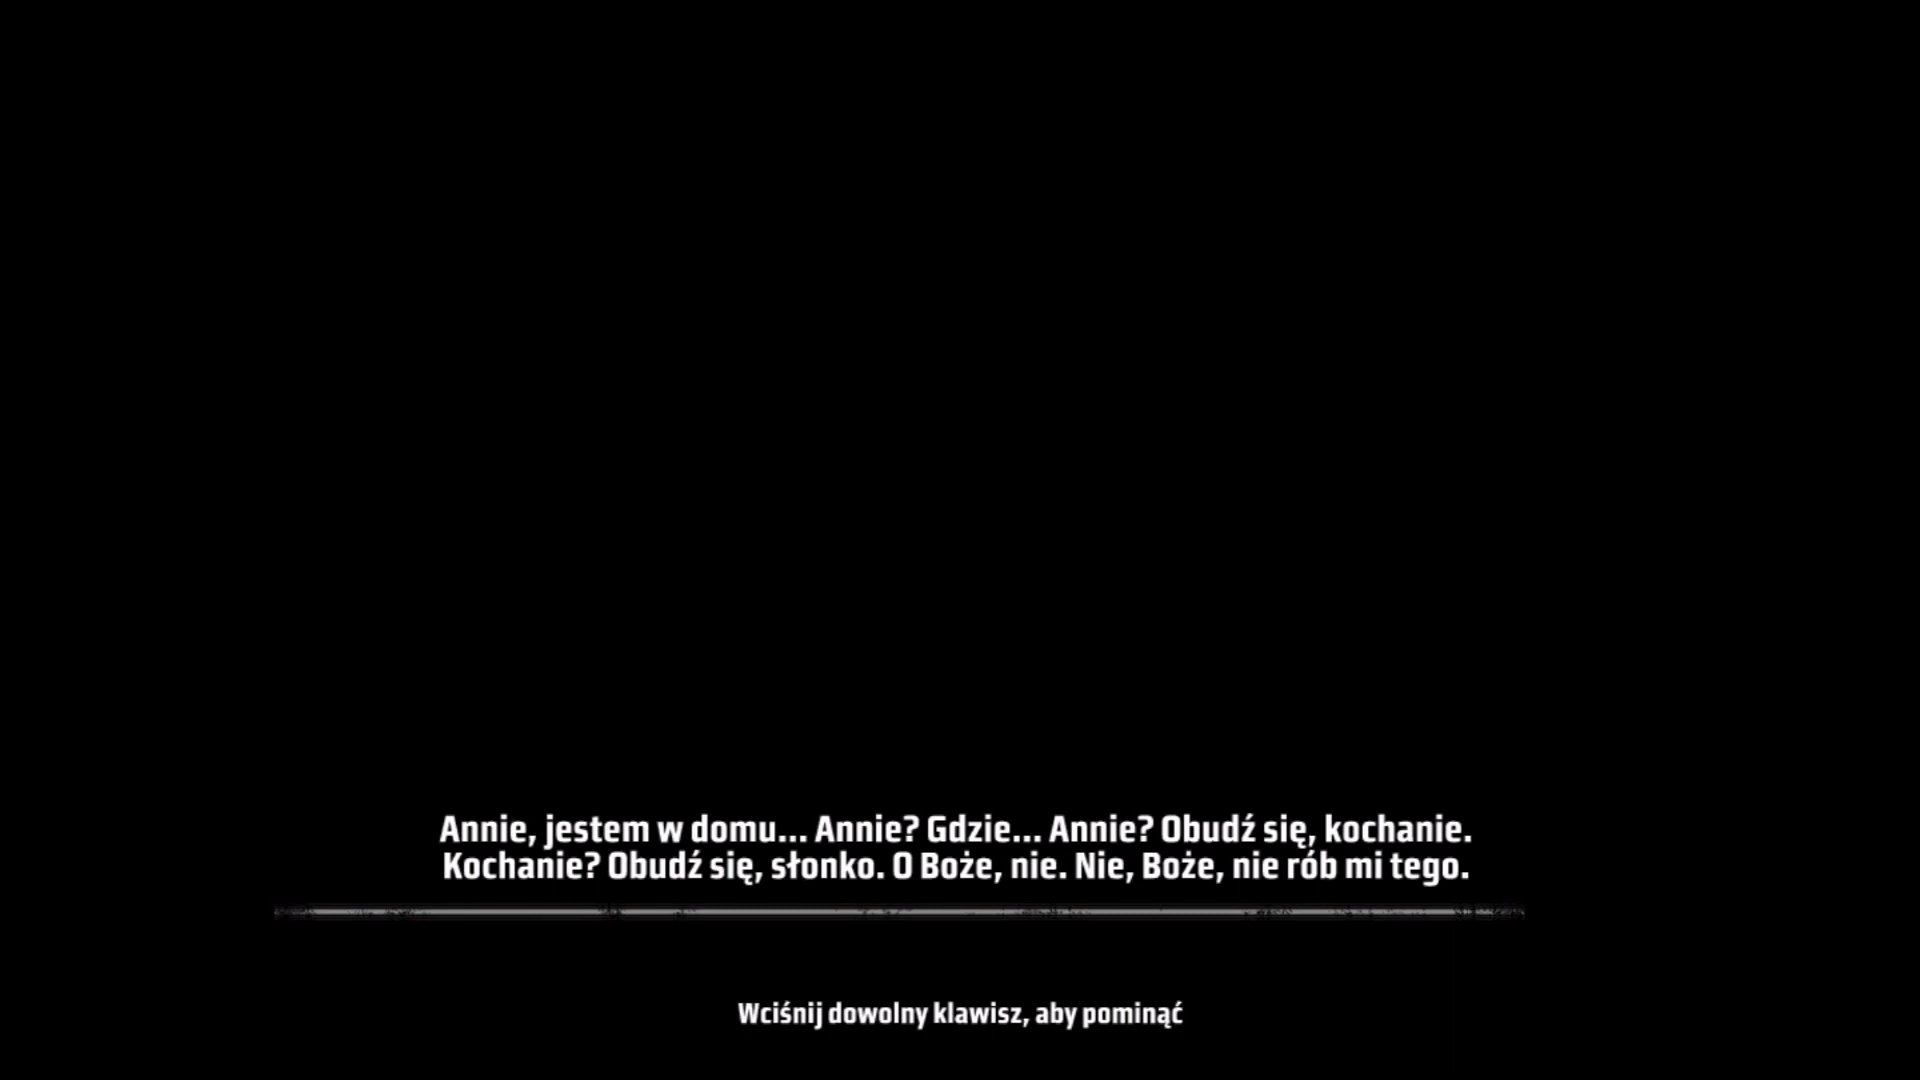 Annie, jestem w domu... Annie? Gdzie... Annie? Obudź się, kochanie.
Kochanie? Obudź się, słonko. O Boże, nie. Nie, Boże, nie rób mi tego.
Wciśnij dowolny klawisz, aby pominąć